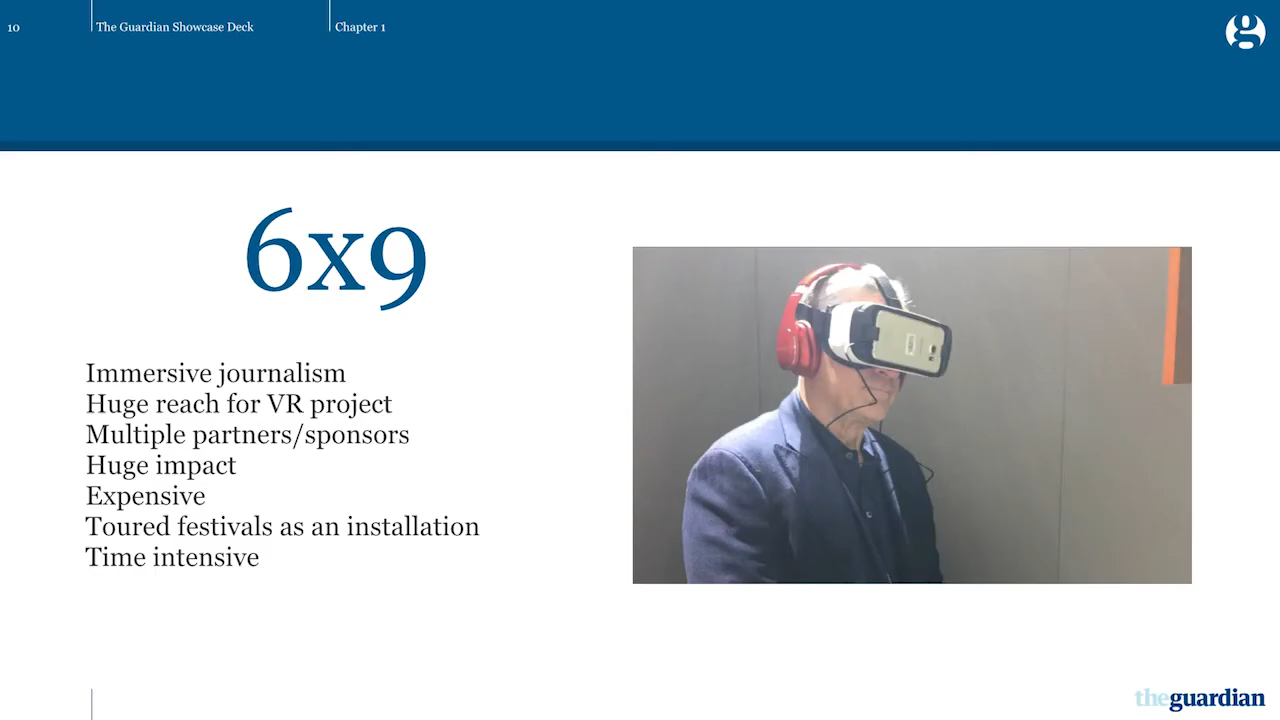 10
The Guardian Showcase Deck
Chapter 1
6x9
Immersive journalism
Huge reach for VR project
Multiple partners/sponsors
Huge impact
Expensive
Toured festivals as an installation
Time intensive
theguardian